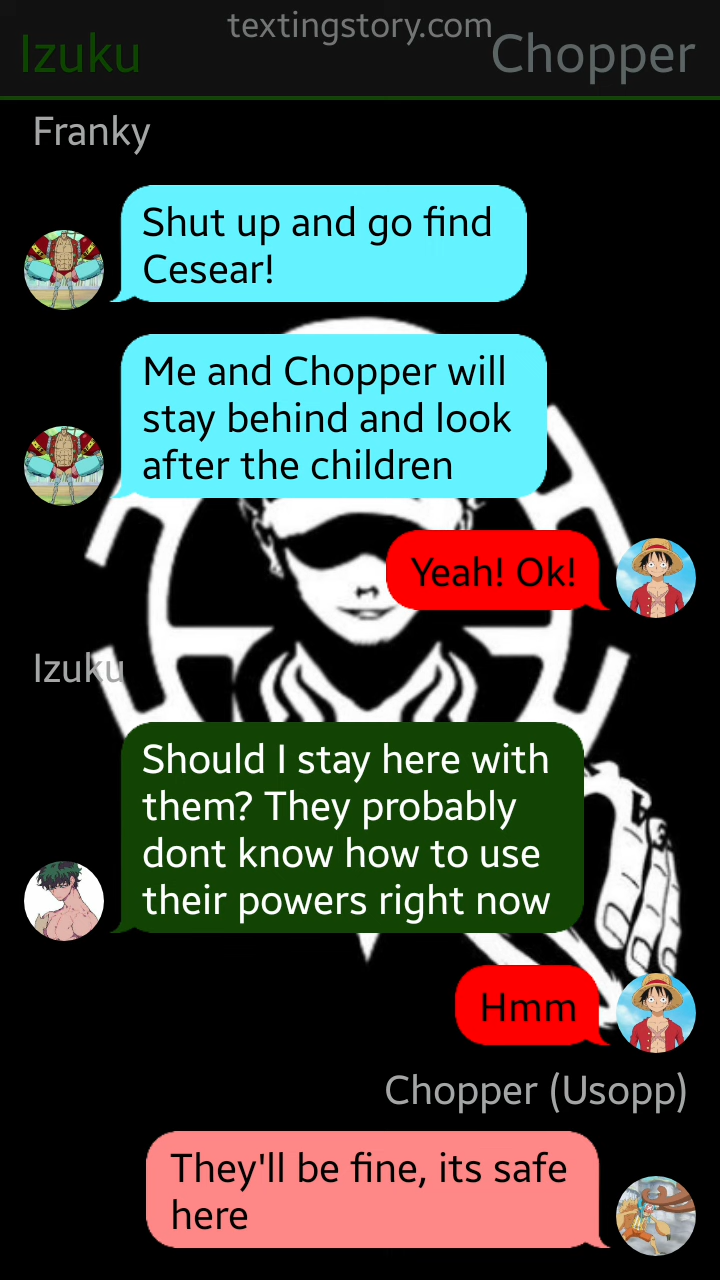 textingstory.com
Izuku
Chopper
Franky
Shut up and go find
Cesear!
Me and Chopper will
stay behind and look
after the children
Yeah! Ok!
Izuku
Should I stay here with
them? They probably
dont know how to use
their powers right now
Hmm
Chopper (Usopp)
They'll be fine, its safe
here